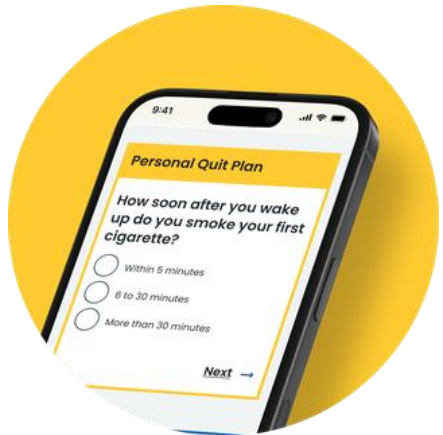 9:41
Personal Quit Plan
How soon after you wake
up do you smoke your first
cigarette?
Within 5 minutes
6 to 30 minutes
More than 30 minutes
Next →